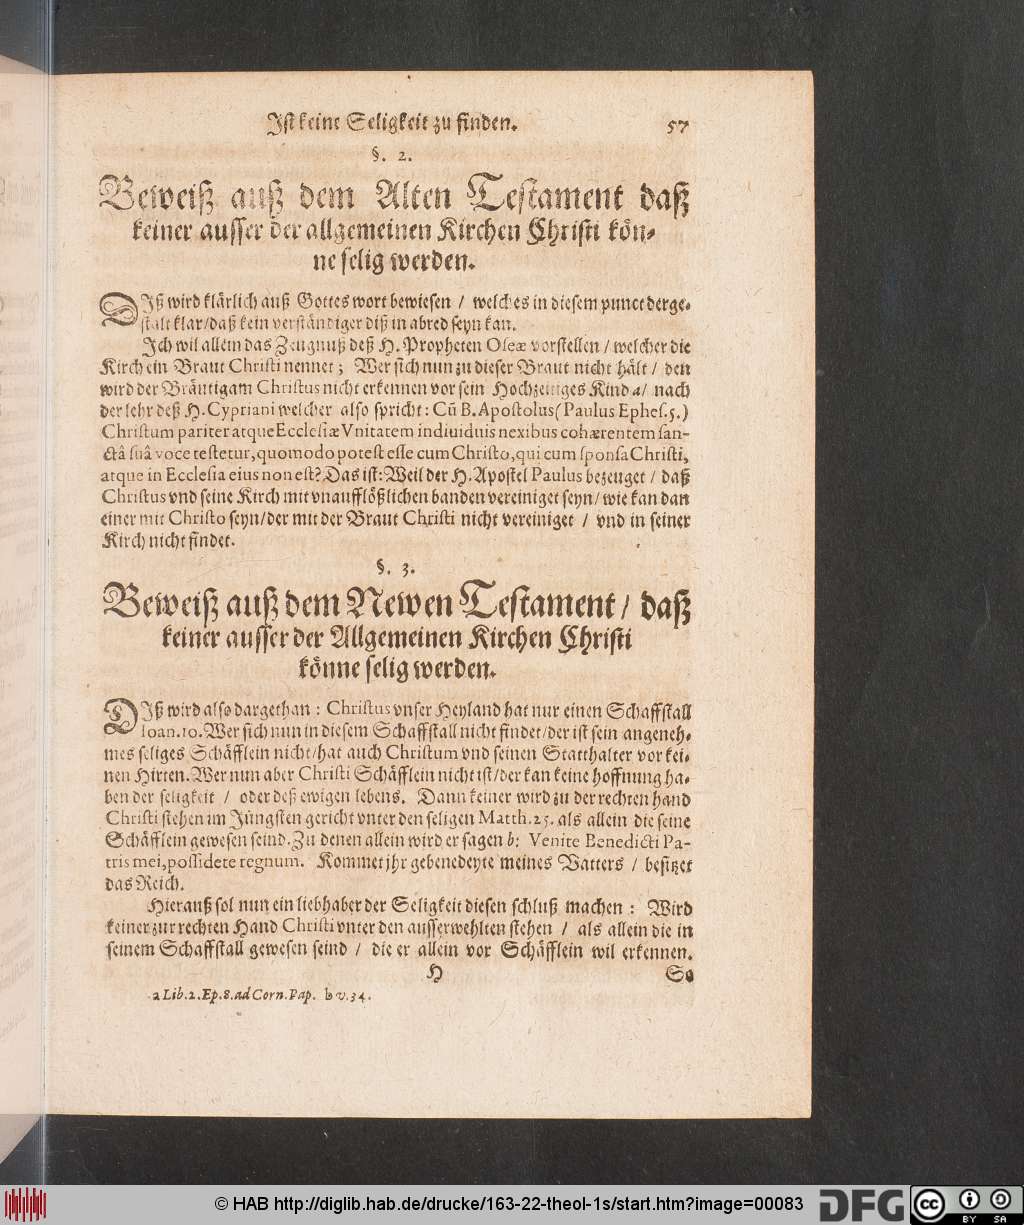 Ist keine Seligkeit zu finden. 57
§. 2.
Beweiß auß dem Alten Testament daß
keiner ausser der allgemeinen Kirchen Christi kön-
ne selig werden.
DIß wird klärlich auß Gottes wort bewiesen / welches in diesem punct derge-
stalt klar/daß kein verständiger diß in abred seyn kan.
Ich wil allein das Zeugnuß deß H. Propheten Oseæ vorstellen / welcher die
Kirch ein Braut Christi nennet; Wer sich nun zu dieser Braut nicht hält / den
wird der Bräutigam Christus nicht erkennen vor sein Hochzeitiges Kind a/ nach
der lehr deß H. Cypriani welcher also spricht: Cũ B. Apostolus (Paulus Ephes. 5.)
Christum pariter atque Ecclesiæ Vnitatem indiuiduis nexibus cohærentem san-
ctâ suâ voce testetur, quomodo potest esse cum Christo, qui cum sponsa Christi,
atque in Ecclesia eius non est? Das ist: Weil der H. Apostel Paulus bezeuget / daß
Christus vnd seine Kirch mit vnaufflößlichen banden vereiniget seyn/ wie kan dan
einer mit Christo seyn/der mit der Braut Christi nicht vereiniget / vnd in seiner
Kirch nicht findet.
§. 3.
Beweiß auß dem Newen Testament / daß
keiner ausser der Allgemeinen Kirchen Christi
könne selig werden.
DIß wird also dargethan : Christus vnser Heyland hat nur einen Schaffstall
Ioan. 10. Wer sich nun in diesem Schaffstall nicht findet/der ist sein angeneh-
mes seliges Schäfflein nicht/hat auch Christum vnd seinen Statthalter vor kei-
nen Hirten. Wer nun aber Christi Schäfflein nicht ist/der kan keine hoffnung ha-
ben der seligkeit / oder deß ewigen lebens. Dann keiner wird zu der rechten hand
Christi stehen im Jüngsten gericht vnter den seligen Matth. 25. als allein die seine
Schäfflein gewesen seind. Zu denen allein wird er sagen b: Venite Benedicti Pa-
tris mei, possidete regnum. Kommet jhr gebenedeyte meines Vatters / besitzet
das Reich.
Hierauß sol nun ein liebhaber der Seligkeit diesen schluß machen : Wird
keiner zur rechten Hand Christi vnter den ausserwehlten stehen / als allein die in
seinem Schaffstall gewesen seind / die er allein vor Schäfflein wil erkennen.
H So
a Lib. 2. Ep. 8. ad Corn. Pap. b v. 34.
© HAB http://diglib.hab.de/drucke/163-22-theol-1s/start.htm?image=00083 DFG cc BY SA